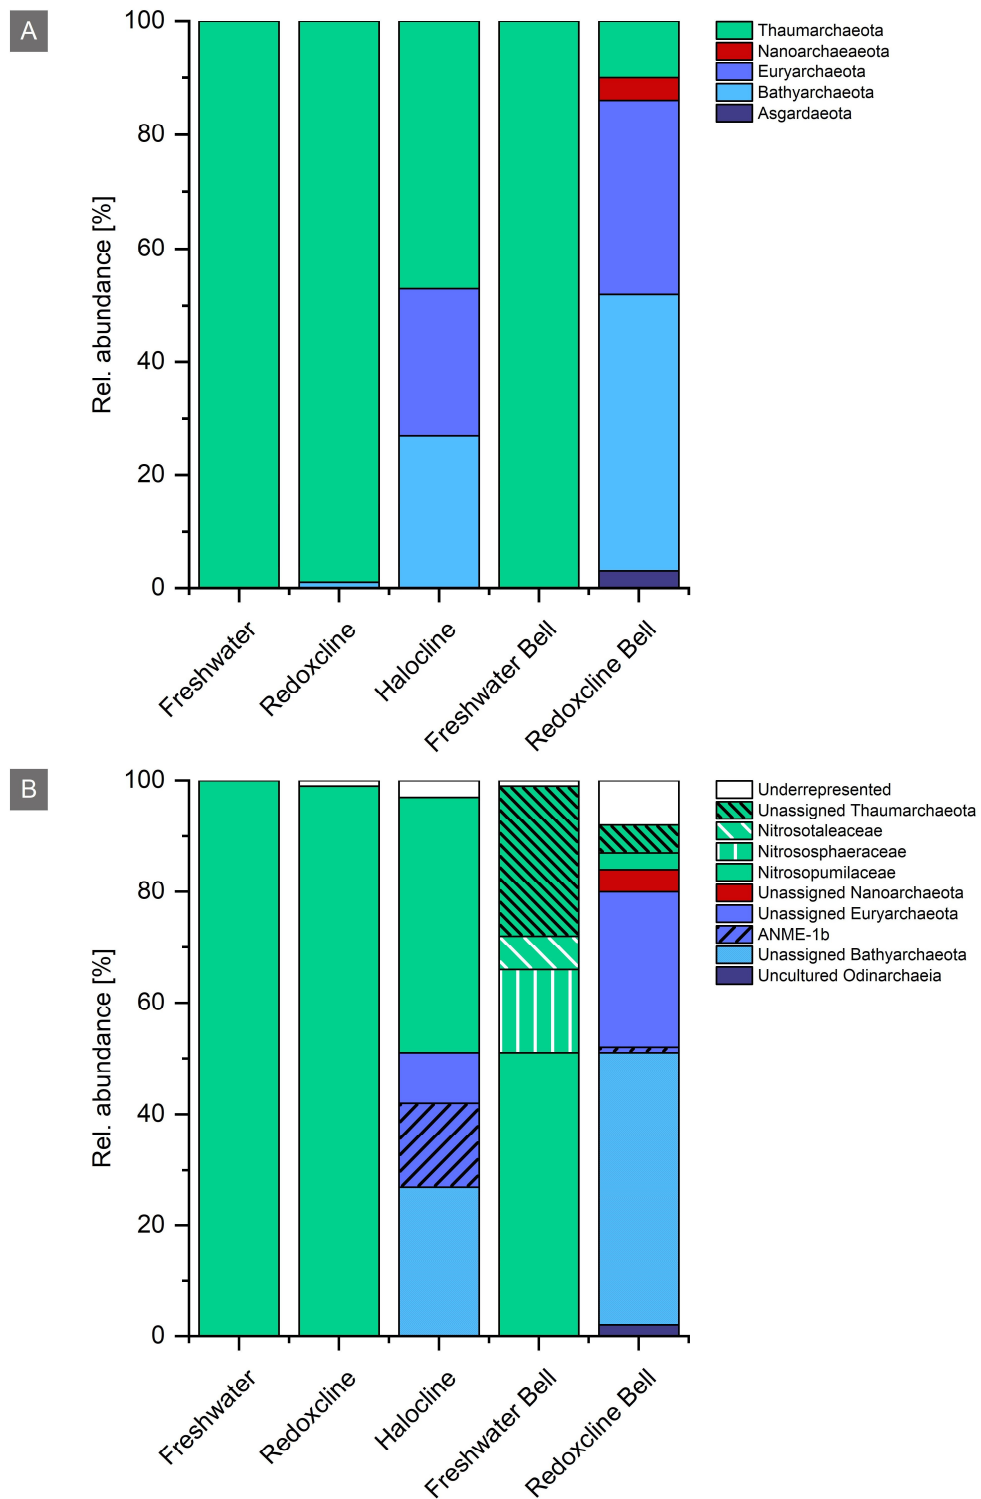 A
100
80
60
40
20
0
Rel. abundance [%]
Freshwater
Redoxcline
Halocline
Freshwater Bell
Redoxcline Bell
Thaumarchaeota
Nanoarchaeaeota
Euryarchaeota
Bathyarchaeota
Asgardaeota
B
100
80
60
40
20
0
Rel. abundance [%]
Freshwater
Redoxcline
Halocline
Freshwater Bell
Redoxcline Bell
Underrepresented
Unassigned Thaumarchaeota
Nitrosotaleaceae
Nitrososphaeraceae
Nitrosopumilaceae
Unassigned Nanoarchaeota
Unassigned Euryarchaeota
ANME-1b
Unassigned Bathyarchaeota
Uncultured Odinarchaeia